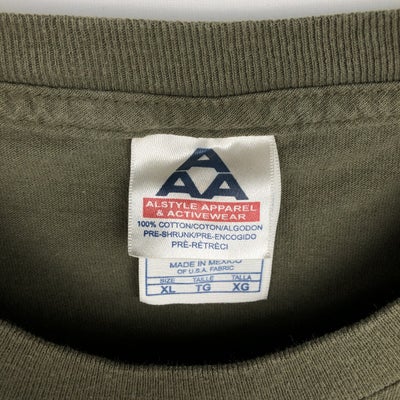 A
AAA
ALSTYLE APPAREL
& ACTIVEWEAR
100% COTTON/COTON/ALGODON
PRE-SHRUNK/PRE-ENCOGIDO
PRÉ-RÉTRÉCI
MADE IN MEXICO
OF U.S.A. FABRIC
SIZE TAILLE TALLA
XL TG XG